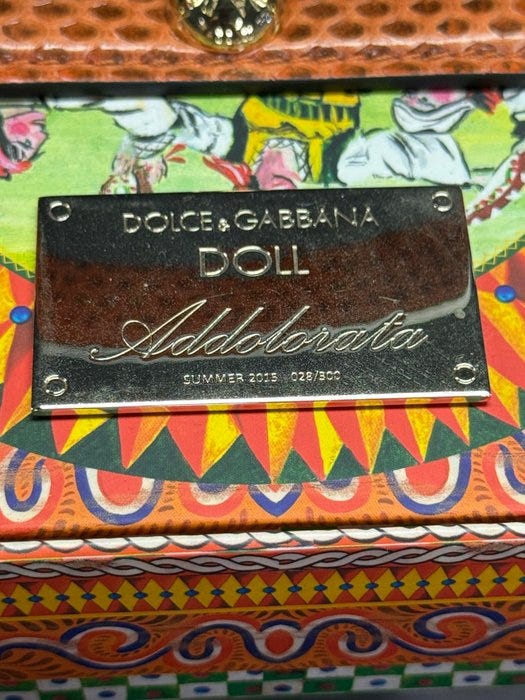 DOLCE&GABBANA
DOLL
Addolorata
SUMMER 2015 028/300